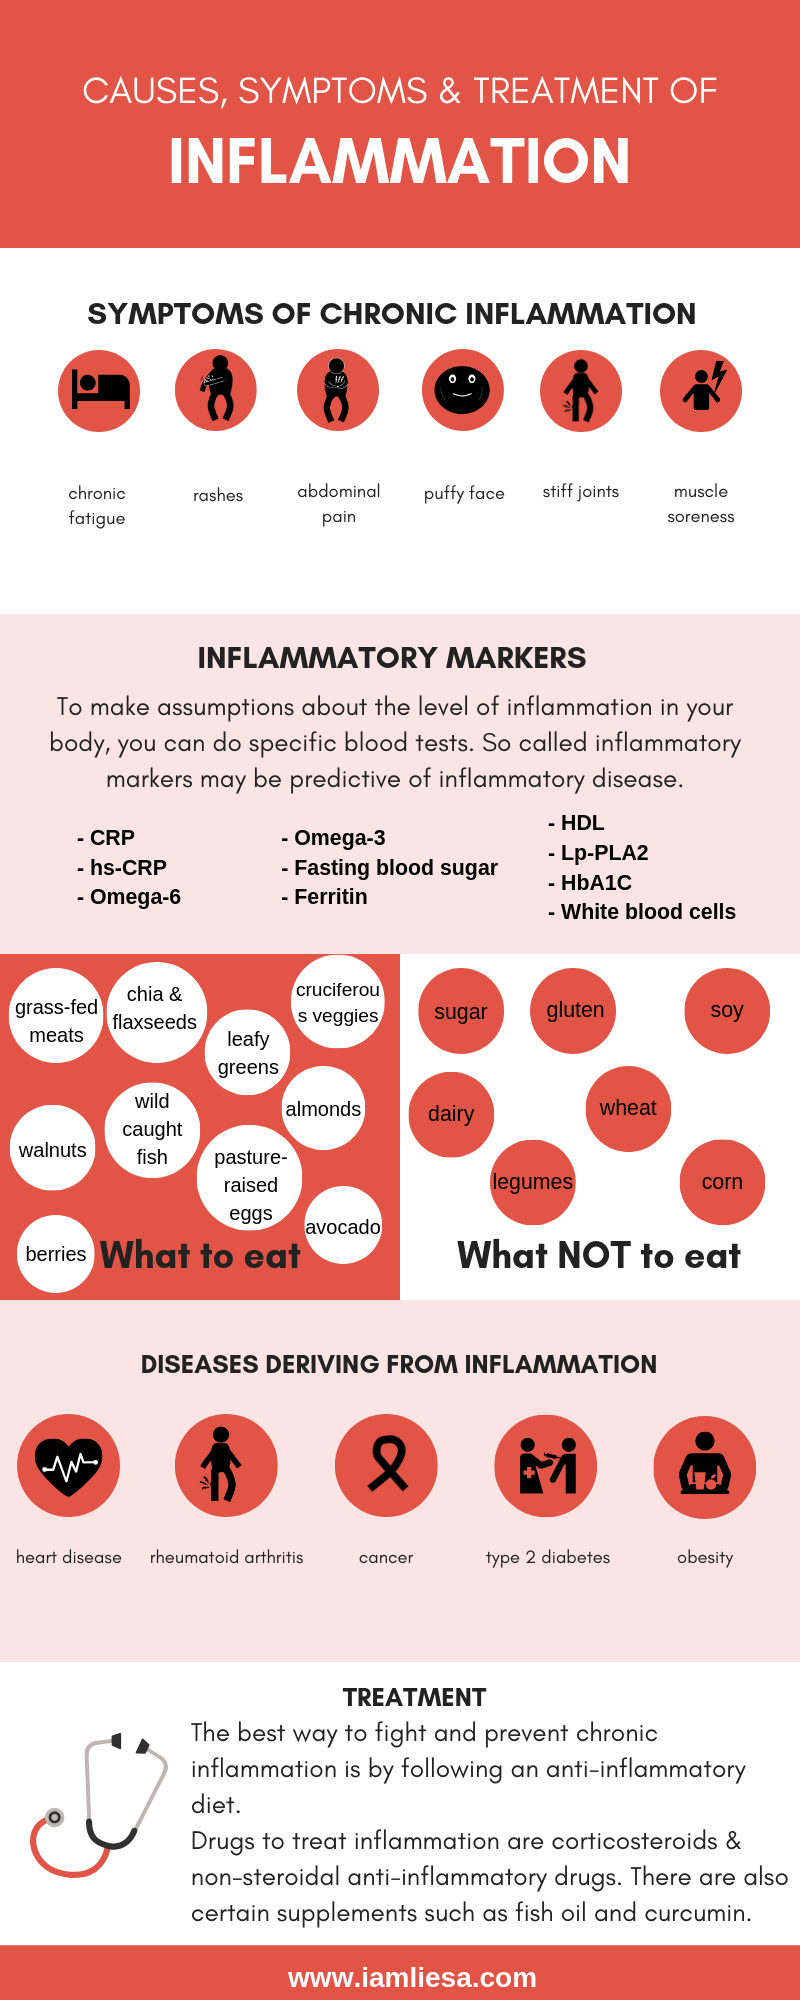 CAUSES, SYMPTOMS & TREATMENT OF
INFLAMMATION
SYMPTOMS OF CHRONIC INFLAMMATION
chronic
fatigue
rashes
abdominal
pain
puffy face
stiff joints
muscle
soreness
INFLAMMATORY MARKERS
To make assumptions about the level of inflammation in your
body, you can do specific blood tests. So called inflammatory
markers may be predictive of inflammatory disease.
- CRP
- hs-CRP
- Omega-6
- Omega-3
- Fasting blood sugar
- Ferritin
- HDL
- Lp-PLA2
- HbA1C
- White blood cells
grass-fed
meats
chia &
flaxseeds
leafy
greens
cruciferou
s veggies
walnuts
wild
caught
fish
almonds
pasture-
raised
eggs
berries
avocado
What to eat
sugar
gluten
soy
dairy
wheat
legumes
corn
What NOT to eat
DISEASES DERIVING FROM INFLAMMATION
heart disease
rheumatoid arthritis
cancer
type 2 diabetes
obesity
TREATMENT
The best way to fight and prevent chronic
inflammation is by following an anti-inflammatory
diet.
Drugs to treat inflammation are corticosteroids &
non-steroidal anti-inflammatory drugs. There are also
certain supplements such as fish oil and curcumin.
www.iamliesa.com